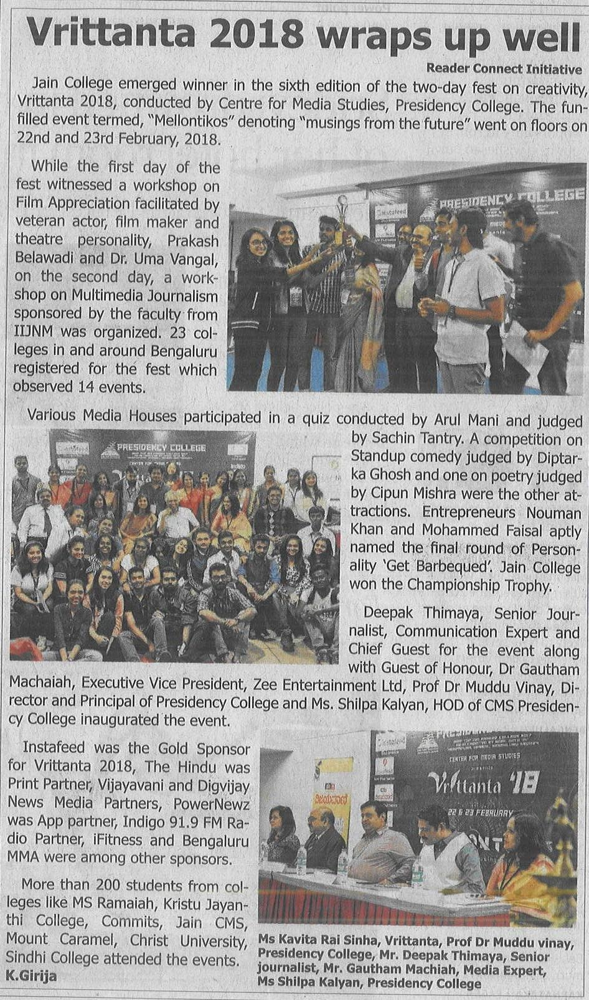 Vrittanta 2018 wraps up well
Reader Connect Initiative
Jain College emerged winner in the sixth edition of the two-day fest on creativity,
Vrittanta 2018, conducted by Centre for Media Studies, Presidency College. The fun-
filled event termed, “Mellontikos” denoting “musings from the future” went on floors on
22nd and 23rd February, 2018.
While the first day of the
fest witnessed a workshop on
Film Appreciation facilitated by
veteran actor, film maker and
theatre personality, Prakash
Belawadi and Dr. Uma Vangal,
on the second day, a work-
shop on Multimedia Journalism
sponsored by the faculty from
IIJNM was organized. 23 col-
leges in and around Bengaluru
registered for the fest which
observed 14 events.
instafeed
PRESIDENCY COLLEGE
Various Media Houses participated in a quiz conducted by Arul Mani and judged
by Sachin Tantry. A competition on
Standup comedy judged by Diptar-
ka Ghosh and one on poetry judged
by Cipun Mishra were the other at-
tractions. Entrepreneurs Nouman
Khan and Mohammed Faisal aptly
named the final round of Person-
ality ‘Get Barbequed’. Jain College
won the Championship Trophy.
instafeed
PRESIDENCY COLLEGE
indigo
Deepak Thimaya, Senior Jour-
nalist, Communication Expert and
Chief Guest for the event along
with Guest of Honour, Dr Gautham
Machaiah, Executive Vice President, Zee Entertainment Ltd, Prof Dr Muddu Vinay, Di-
rector and Principal of Presidency College and Ms. Shilpa Kalyan, HOD of CMS Presiden-
cy College inaugurated the event.
Instafeed was the Gold Sponsor
for Vrittanta 2018, The Hindu was
Print Partner, Vijayavani and Digvijay
News Media Partners, PowerNewz
was App partner, Indigo 91.9 FM Ra-
dio Partner, iFitness and Bengaluru
MMA were among other sponsors.
More than 200 students from col-
leges like MS Ramaiah, Kristu Jayan-
thi College, Commits, Jain CMS,
Mount Caramel, Christ University,
Sindhi College attended the events.
K.Girija
instafeed
PRESIDENCY COLLEGE
CENTER FOR MEDIA STUDIES
presents
Vrittanta '18
22 & 23 FEBRUARY
ವಿಜಯವಾಣಿ
Ms Kavita Rai Sinha, Vrittanta, Prof Dr Muddu vinay,
Presidency College, Mr. Deepak Thimaya, Senior
journalist, Mr. Gautham Machiah, Media Expert,
Ms Shilpa Kalyan, Presidency College